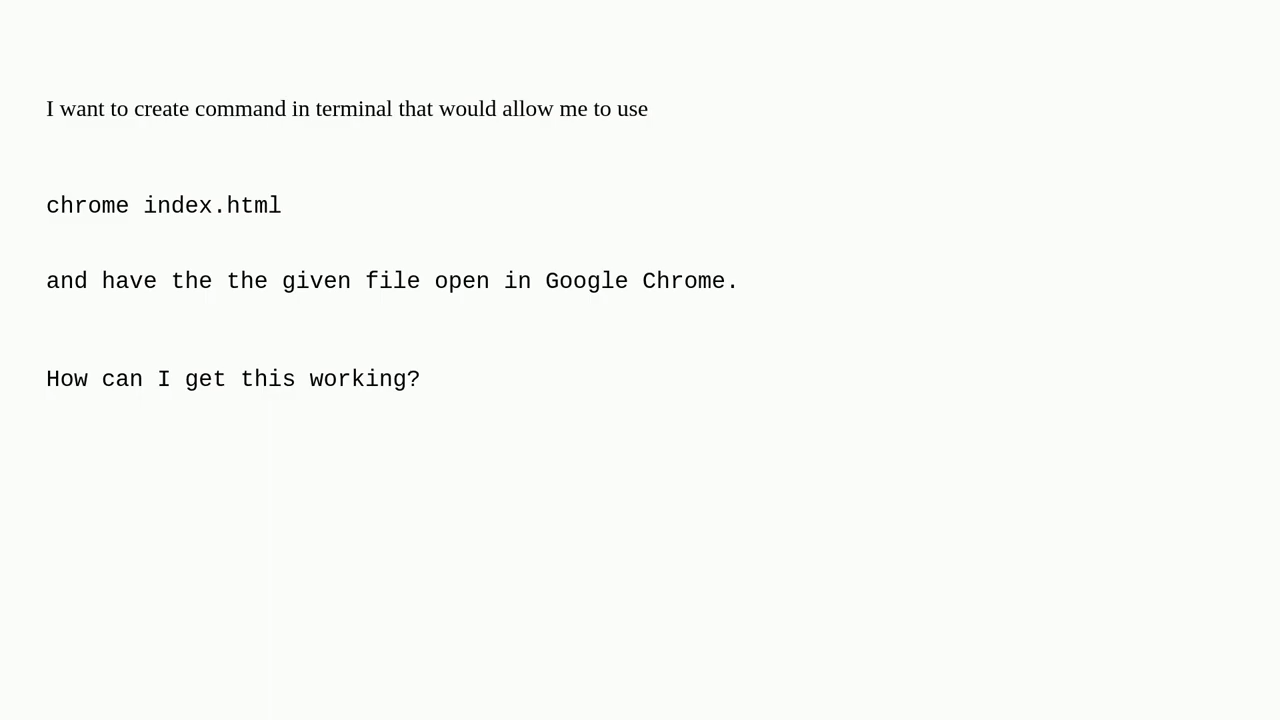 I want to create command in terminal that would allow me to use
chrome index.html
and have the the given file open in Google Chrome.
How can I get this working?